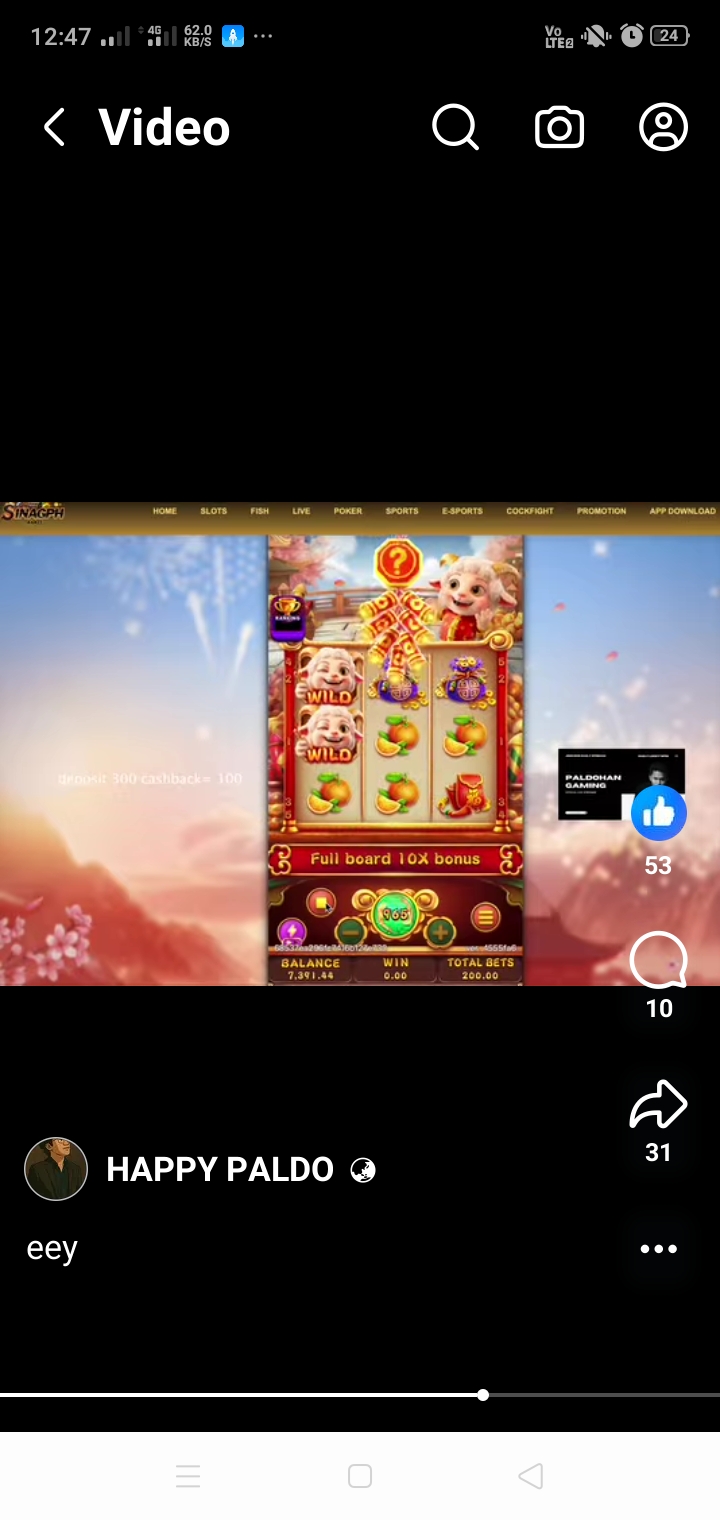 12:47 4G 62.0 KB/S Vo LTE2 24
Video
SINAGPH HOME SLOTS FISH LIVE POKER SPORTS E-SPORTS COCKFIGHT PROMOTION APP DOWNLOAD
?
RANKING
WILD
WILD
deposit 300 cashback= 100
PALDOHAN
GAMING
53
Full board 10X bonus
965
BALANCE WIN TOTAL BETS
7,391.44 0.00 200.00
10
31
HAPPY PALDO
eey